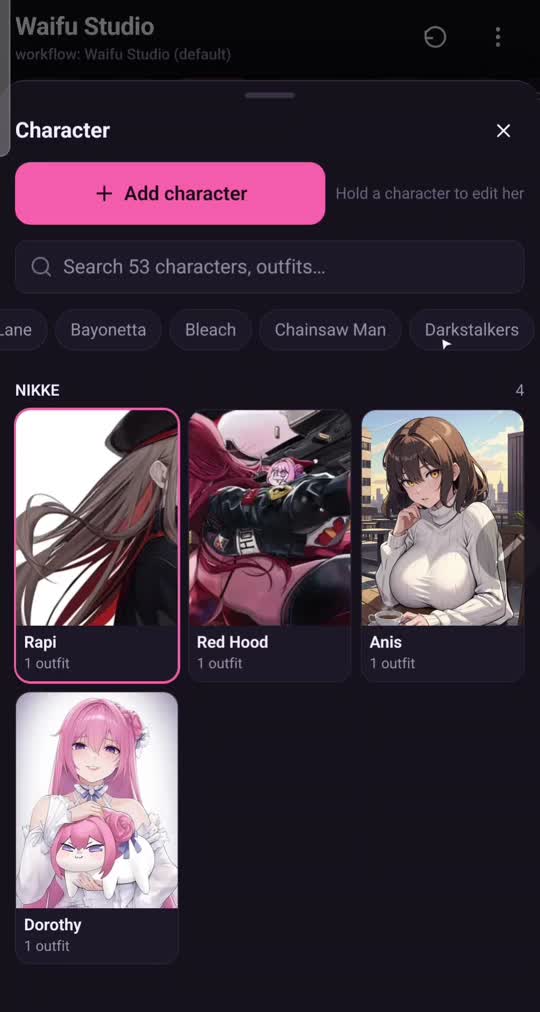 Waifu Studio
workflow: Waifu Studio (default)
Character
+ Add character
Hold a character to edit her
Search 53 characters, outfits...
Lane
Bayonetta
Bleach
Chainsaw Man
Darkstalkers
NIKKE
4
Rapi
1 outfit
Red Hood
1 outfit
Anis
1 outfit
Dorothy
1 outfit